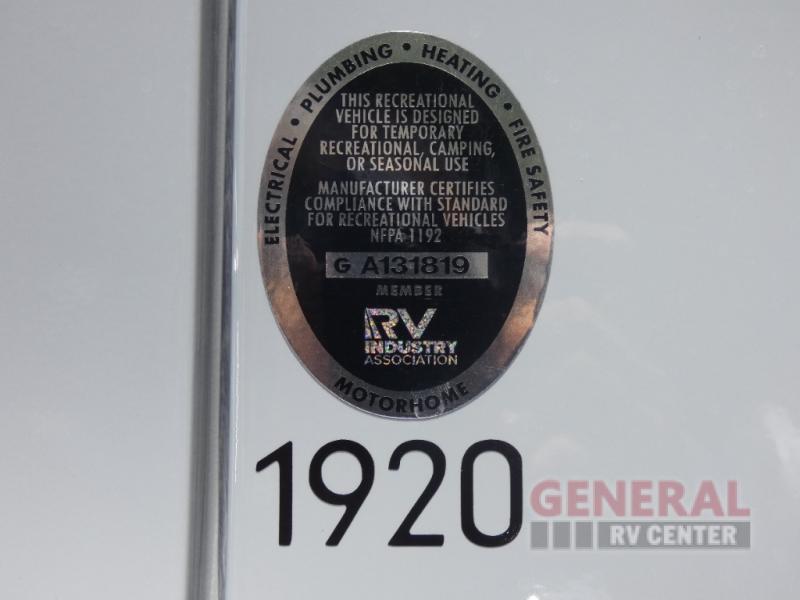 ELECTRICAL • PLUMBING • HEATING • FIRE SAFETY
THIS RECREATIONAL
VEHICLE IS DESIGNED
FOR TEMPORARY
RECREATIONAL, CAMPING,
OR SEASONAL USE
MANUFACTURER CERTIFIES
COMPLIANCE WITH STANDARD
FOR RECREATIONAL VEHICLES
NFPA 1192
G A131819
MEMBER
RV
INDUSTRY
ASSOCIATION
MOTORHOME
1920
GENERAL
RV CENTER